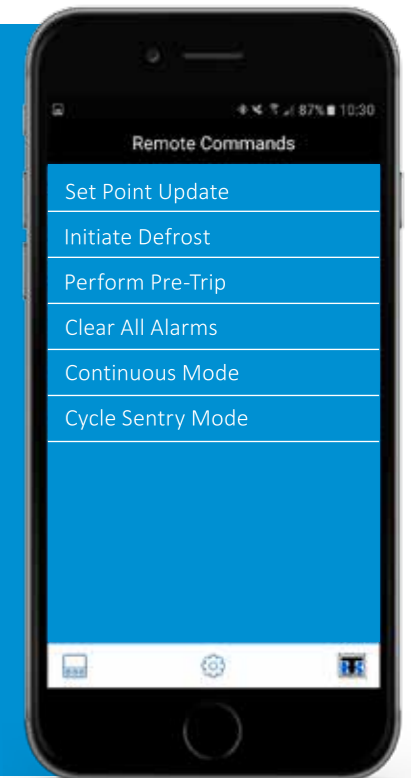 87% 10:30
Remote Commands
Set Point Update
Initiate Defrost
Perform Pre-Trip
Clear All Alarms
Continuous Mode
Cycle Sentry Mode